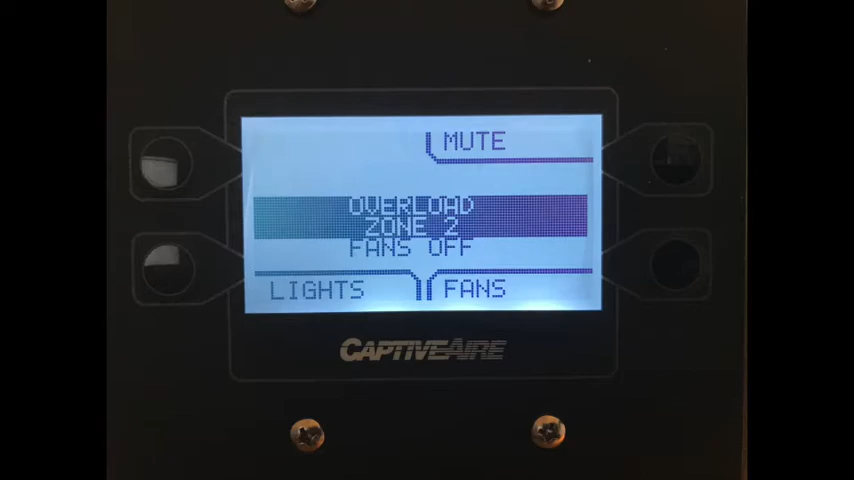 MUTE
OVERLOAD
ZONE 2
FANS OFF
LIGHTS
FANS
CAPTIVEAIRE